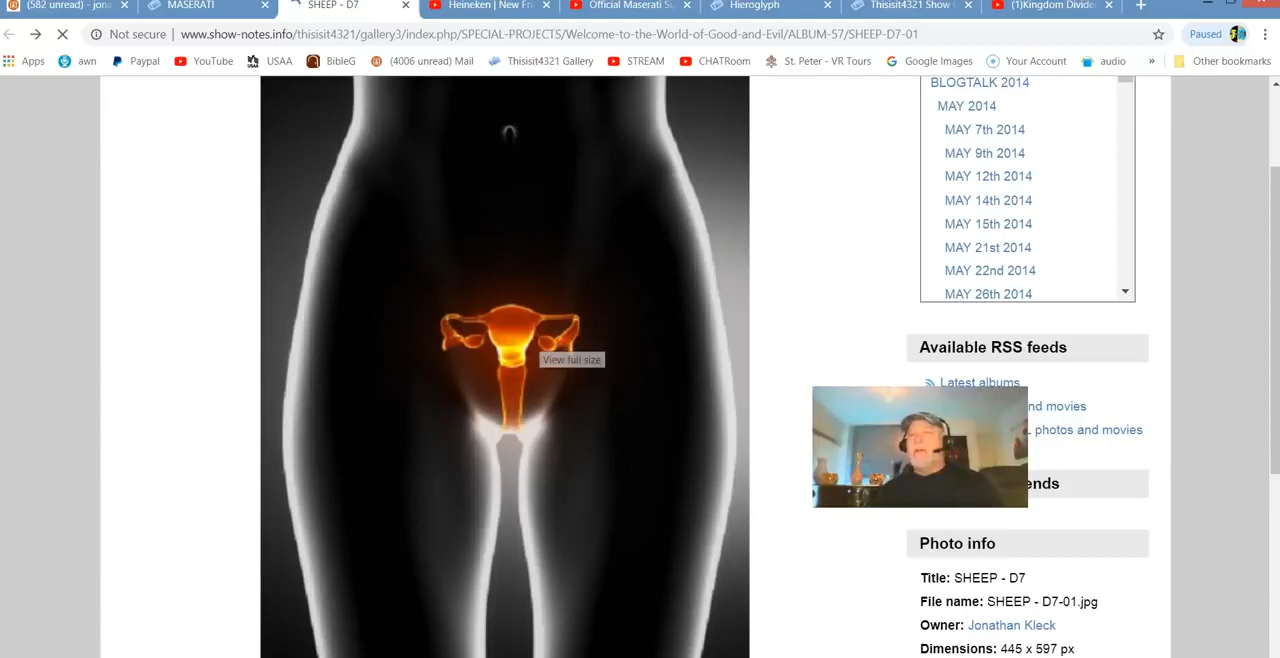 (582 unread) - jona
MASERATI
SHEEP - D7
Heineken | New Fri
Official Maserati Su
Hieroglyph
Thisisit4321 Show
(1)Kingdom Divide
Not secure
www.show-notes.info/thisisit4321/gallery3/index.php/SPECIAL-PROJECTS/Welcome-to-the-World-of-Good-and-Evil/ALBUM-57/SHEEP-D7-01
Paused
Apps
awn
Paypal
YouTube
USAA
BibleG
(4006 unread) Mail
Thisisit4321 Gallery
STREAM
CHATRoom
St. Peter - VR Tours
Google Images
Your Account
audio
»
Other bookmarks
BLOGTALK 2014
MAY 2014
MAY 7th 2014
MAY 9th 2014
MAY 12th 2014
MAY 14th 2014
MAY 15th 2014
MAY 21st 2014
MAY 22nd 2014
MAY 26th 2014
View full size
Available RSS feeds
Latest albums
nd movies
photos and movies
ends
Photo info
Title: SHEEP - D7
File name: SHEEP - D7-01.jpg
Owner: Jonathan Kleck
Dimensions: 445 x 597 px